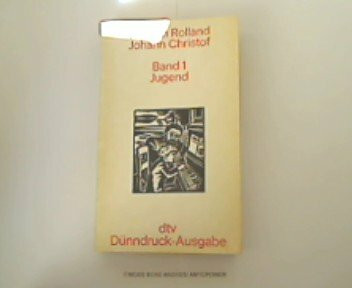 Rolland
Johann Christof
Band 1
Jugend
dtv
Dünndruck-Ausgabe